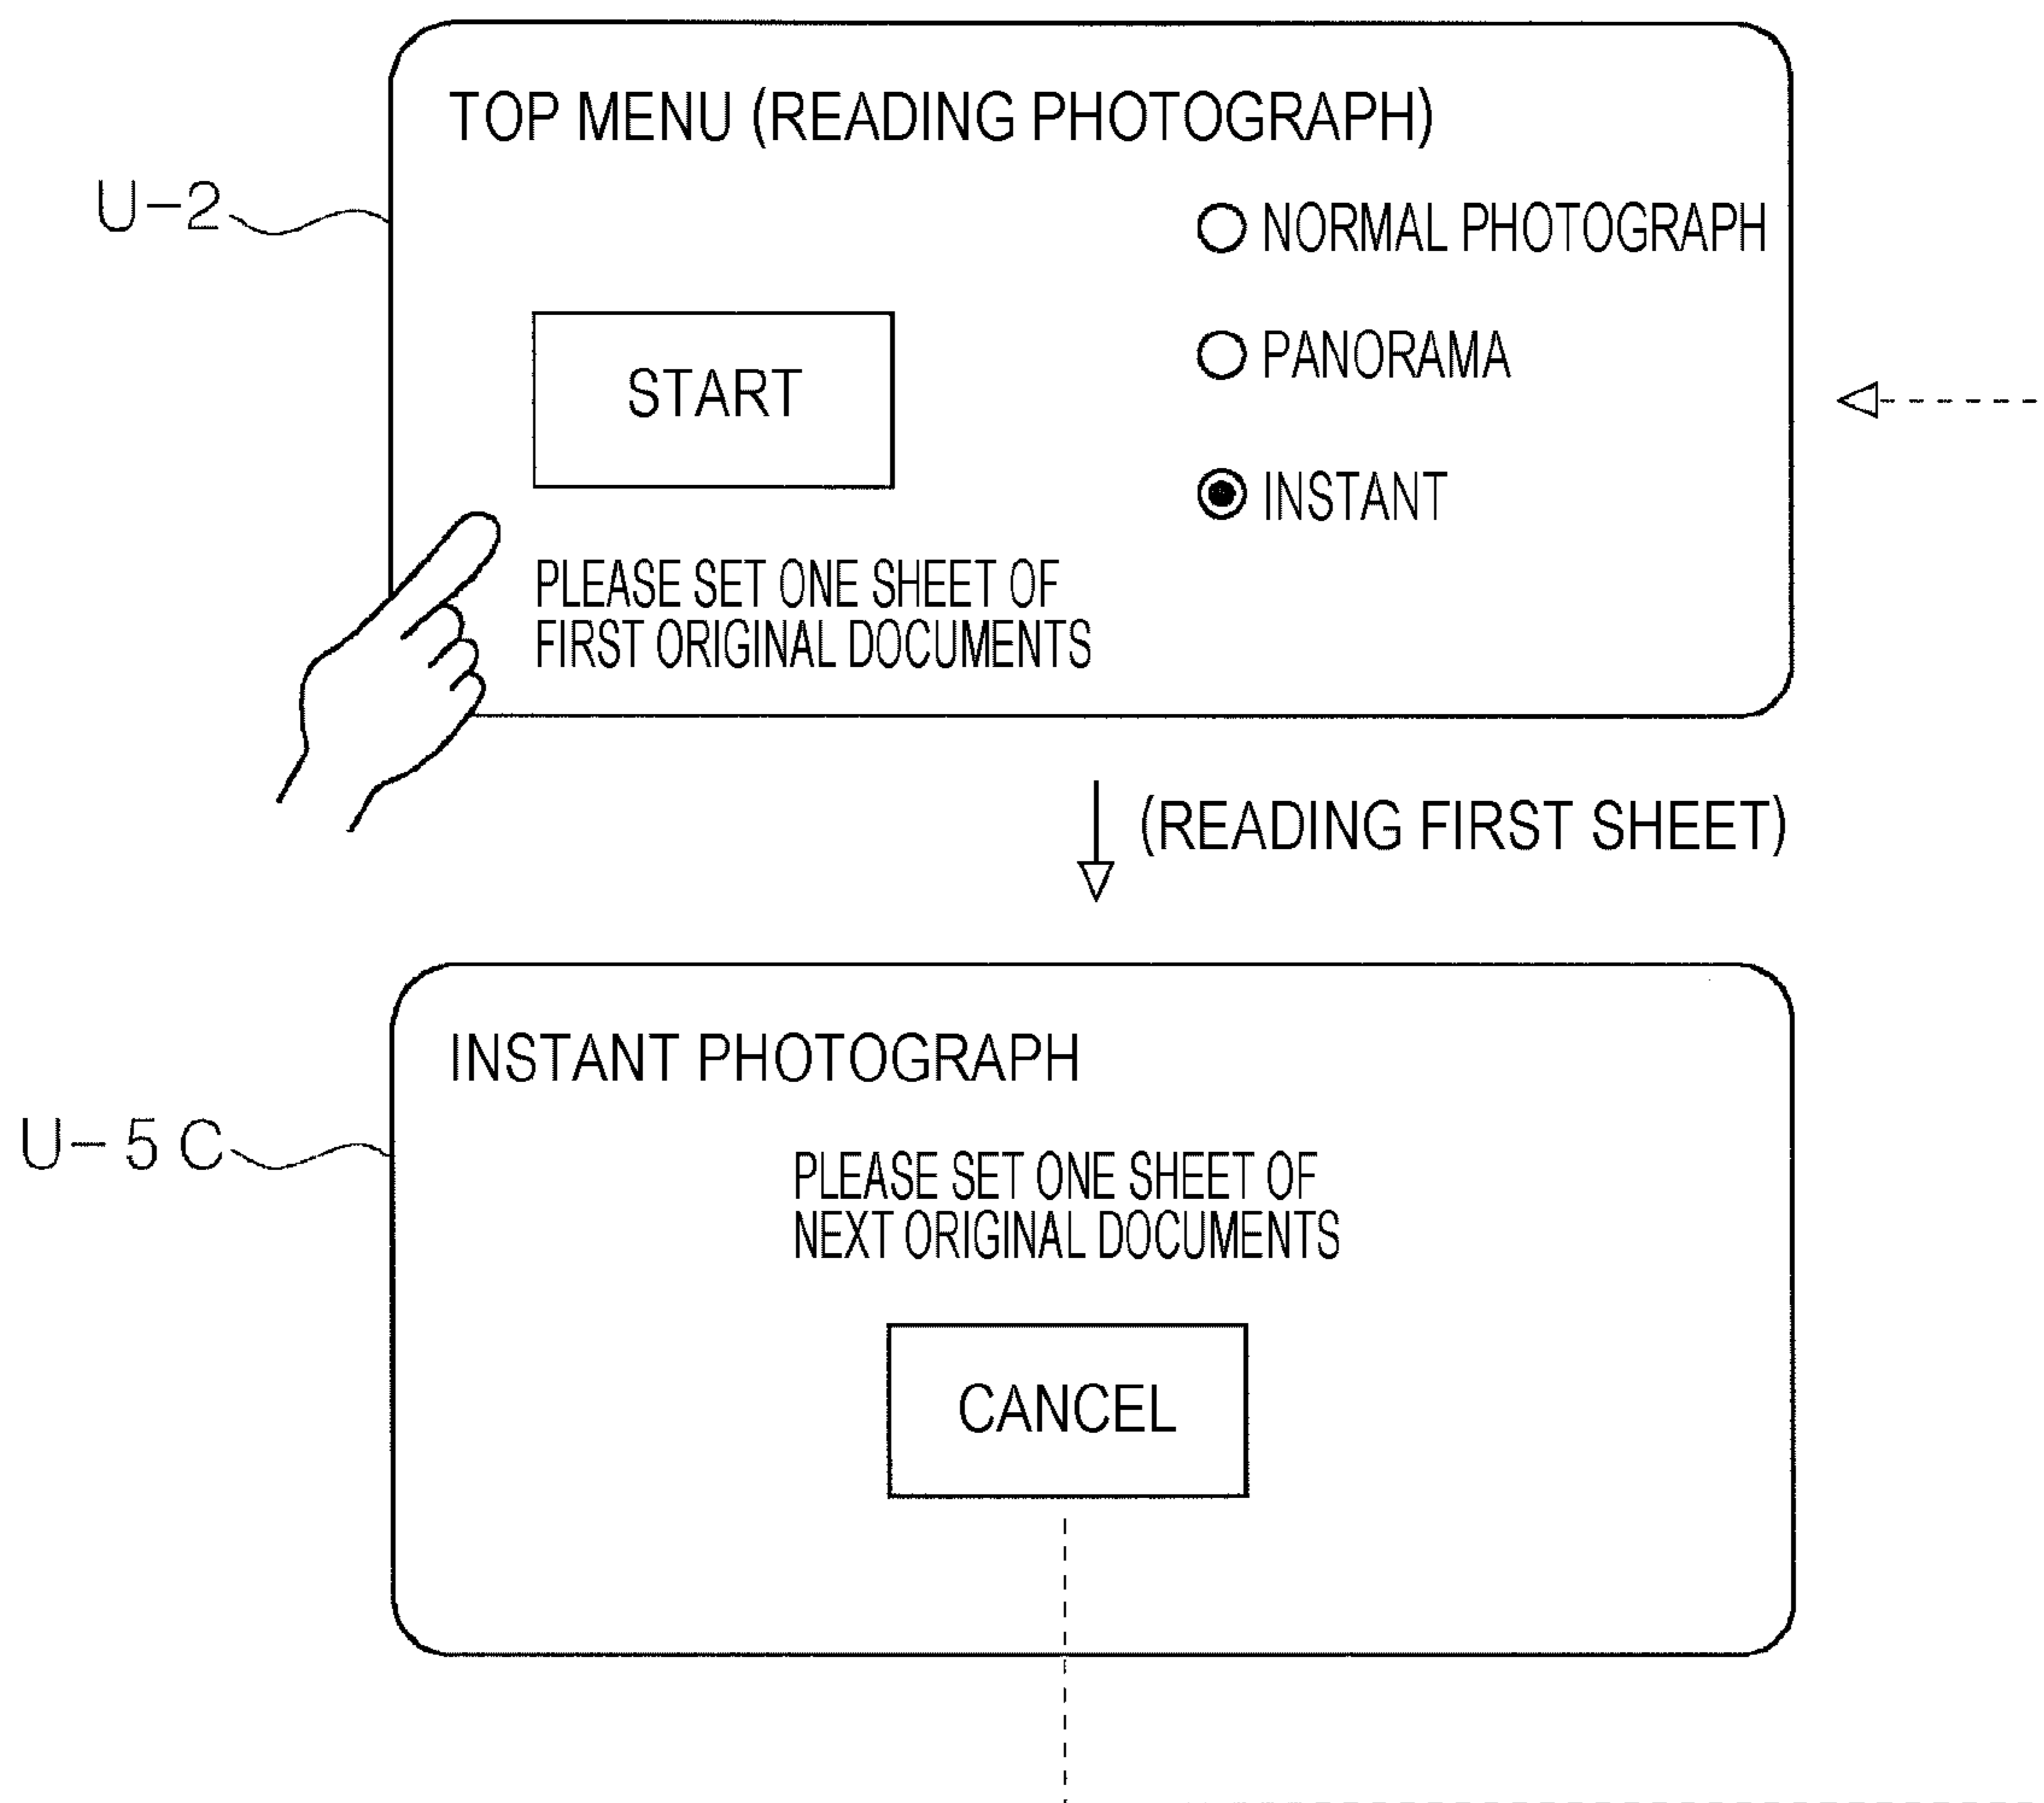 TOP MENU (READING PHOTOGRAPH)
U-2
NORMAL PHOTOGRAPH
START
PANORAMA
INSTANT
PLEASE SET ONE SHEET OF
FIRST ORIGINAL DOCUMENTS
(READING FIRST SHEET)
INSTANT PHOTOGRAPH
U-5C
PLEASE SET ONE SHEET OF
NEXT ORIGINAL DOCUMENTS
CANCEL